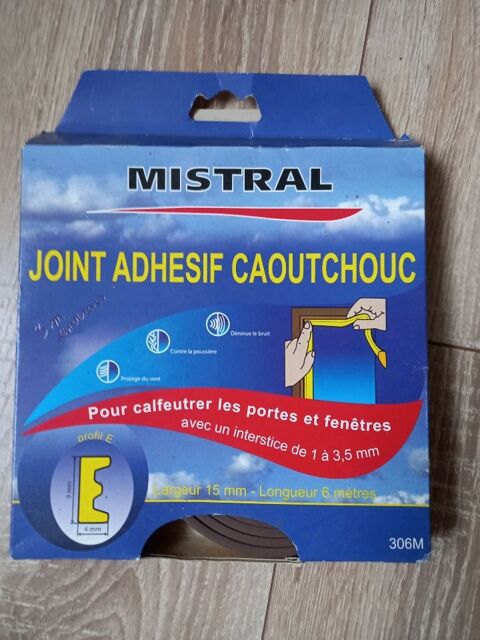 MISTRAL
JOINT ADHESIF CAOUTCHOUC
3 m
environ
Diminue le bruit
Contre la poussière
Protège du vent
Pour calfeutrer les portes et fenêtres
avec un interstice de 1 à 3,5 mm
profil E
9 mm
4 mm
Largeur 15 mm - Longueur 6 mètres
306M